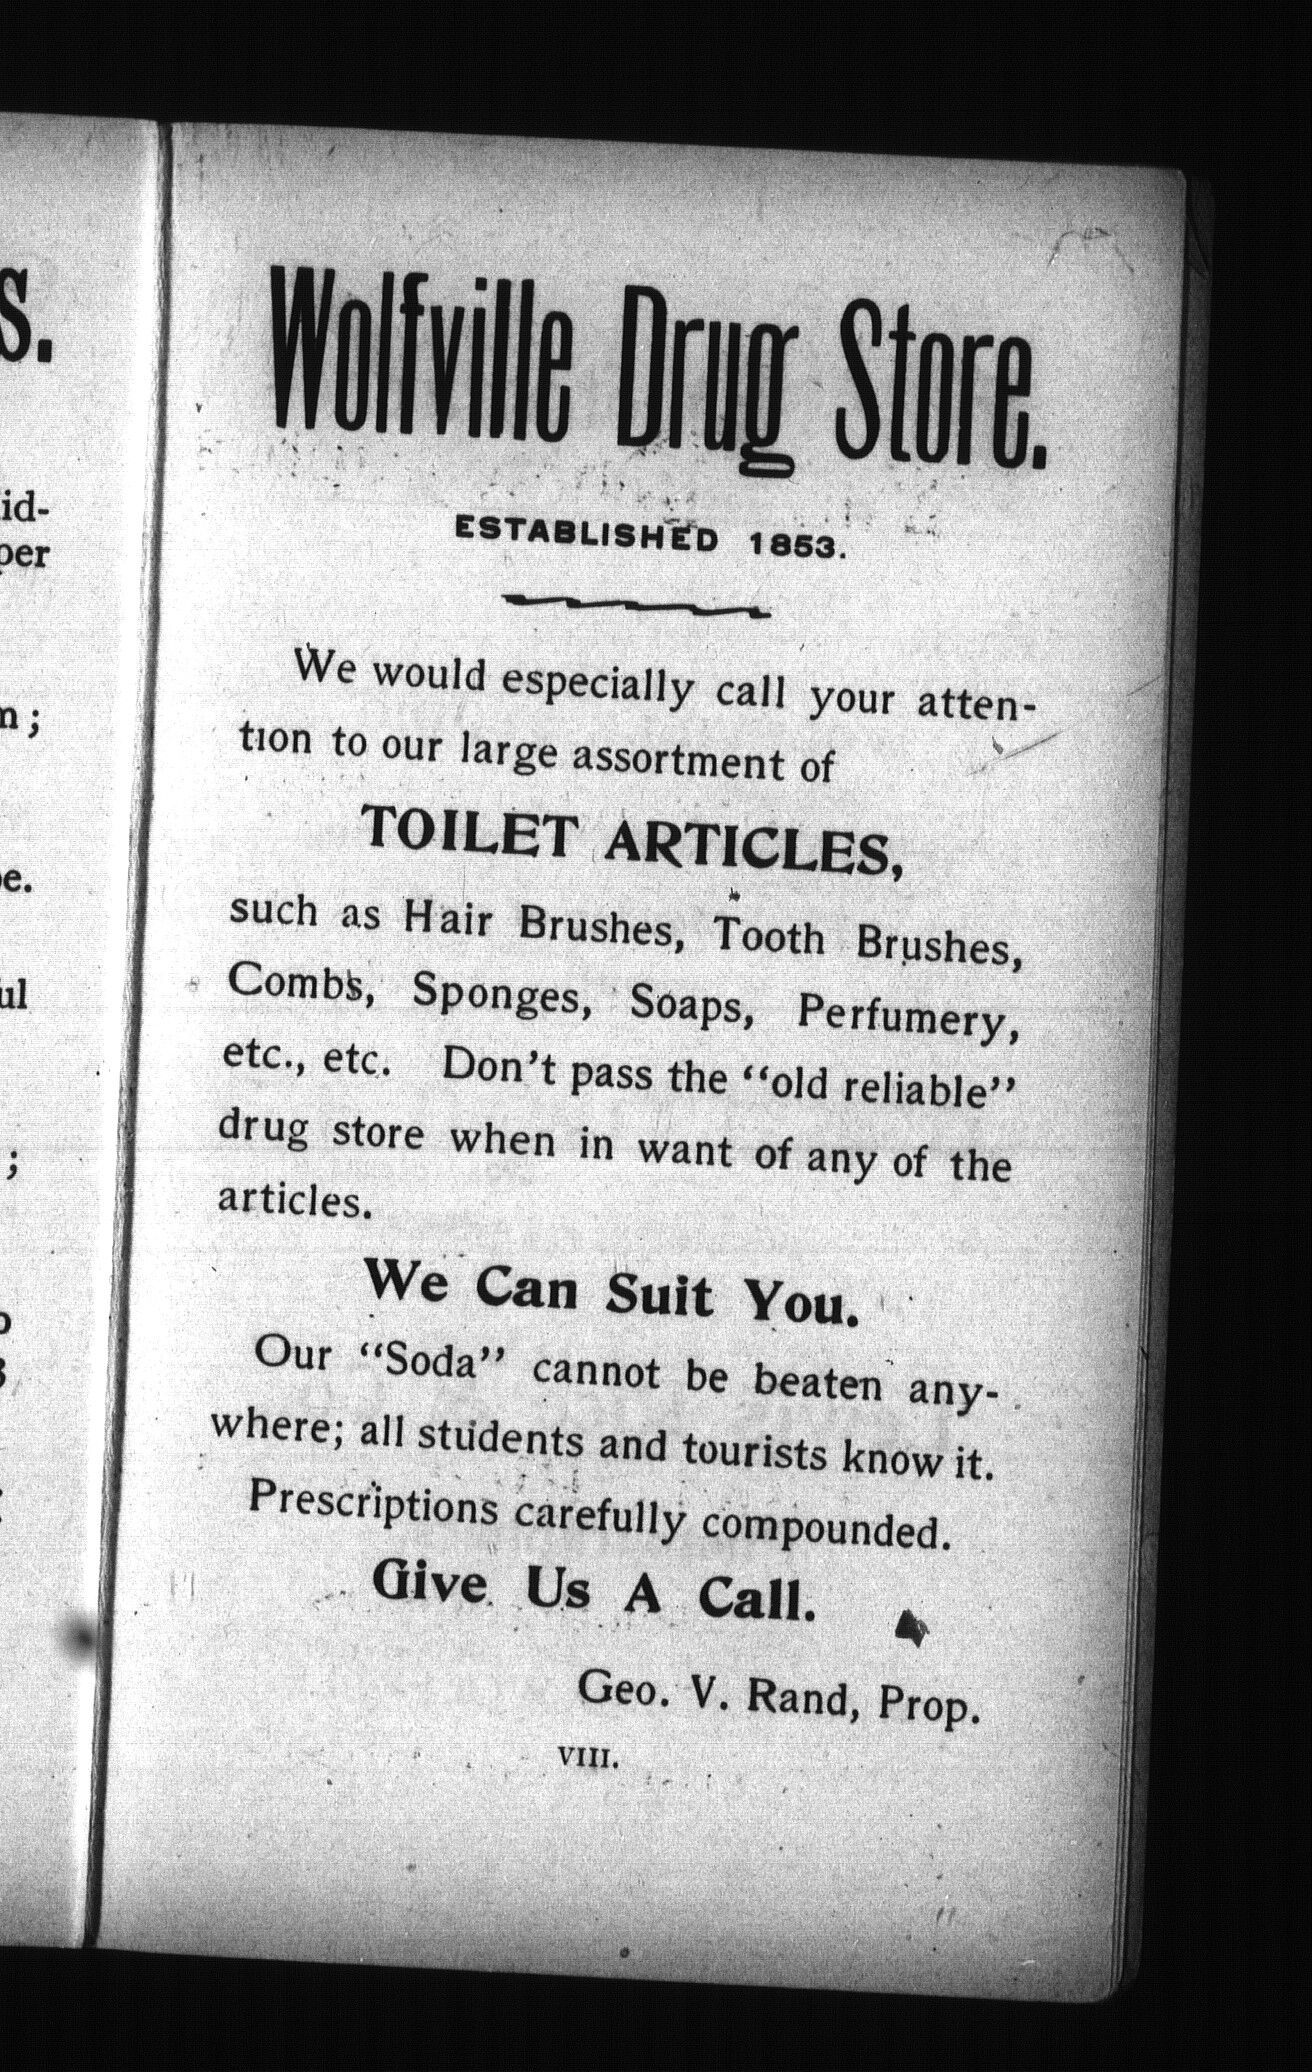 s.
id-
per
m;
be.
ul
;
Wolfville Drug Store.
ESTABLISHED 1853.
We would especially call your atten-
tion to our large assortment of
TOILET ARTICLES,
such as Hair Brushes, Tooth Brushes,
Combs, Sponges, Soaps, Perfumery,
etc., etc. Don't pass the "old reliable"
drug store when in want of any of the
articles.
We Can Suit You.
Our "Soda" cannot be beaten any-
where; all students and tourists know it.
Prescriptions carefully compounded.
Give Us A Call.
Geo. V. Rand, Prop.
VIII.